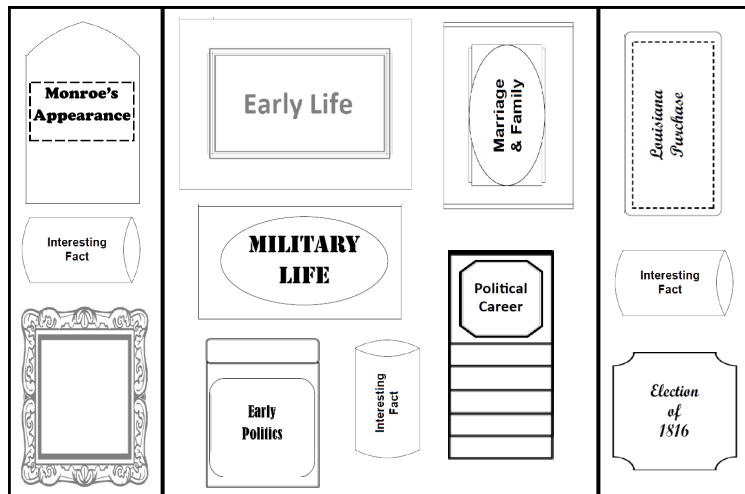 Monroe's
Appearance
Interesting
Fact
Early Life
Marriage
& Family
MILITARY
LIFE
Political
Career
Early
Politics
Interesting
Fact
Louisiana
Purchase
Interesting
Fact
Election
of
1816